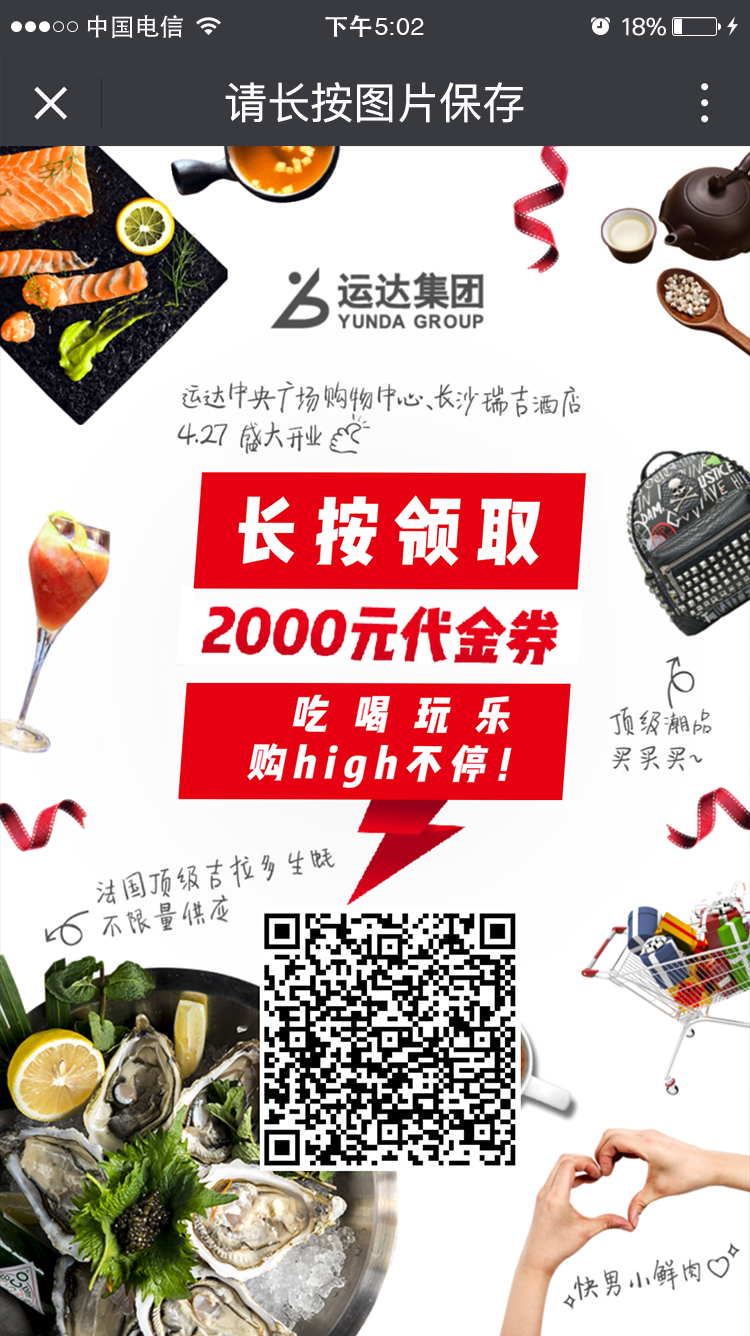 中国电信
下午5:02
18%
请长按图片保存
运达集团
YUNDA GROUP
运达中央广场购物中心、长沙瑞吉酒店
4.27 盛大开业
长按领取
2000元代金券
吃喝玩乐
购high不停！
顶级潮品
买买买~
法国顶级吉拉多生蚝
不限量供应
快男小鲜肉